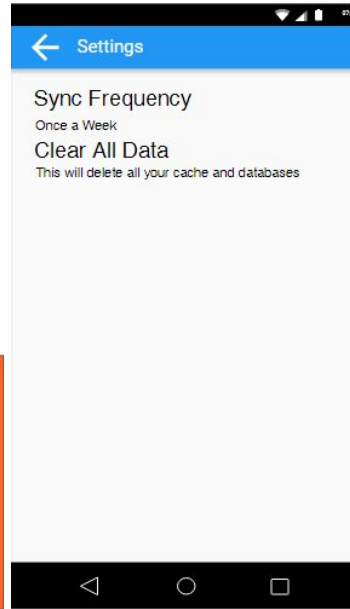 Settings
Sync Frequency
Once a Week
Clear All Data
This will delete all your cache and databases